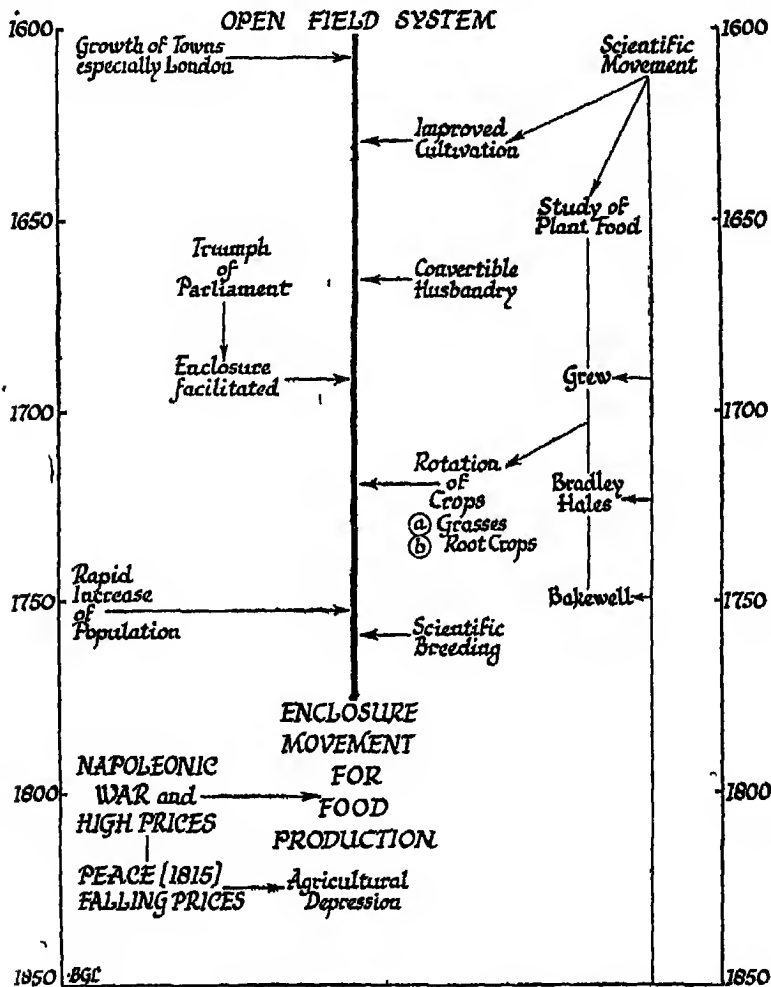 OPEN FIELD SYSTEM
1600
1600
Growth of Towns
especially London
Scientific
Movement
Improved
Cultivation
1650
1650
Study of
Plant Food
Triumph
of
Parliament
Convertible
Husbandry
Enclosure
facilitated
Grew
1700
1700
Rotation
of
Crops
a Grasses
b Root Crops
Bradley
Hales
Rapid
Increase
of
Population
1750
1750
Bakewell
Scientific
Breeding
ENCLOSURE
MOVEMENT
FOR
FOOD
PRODUCTION
NAPOLEONIC
WAR and
HIGH PRICES
1800
1800
PEACE [1815]
FALLING PRICES
Agricultural
Depression
1850
1850
BGL